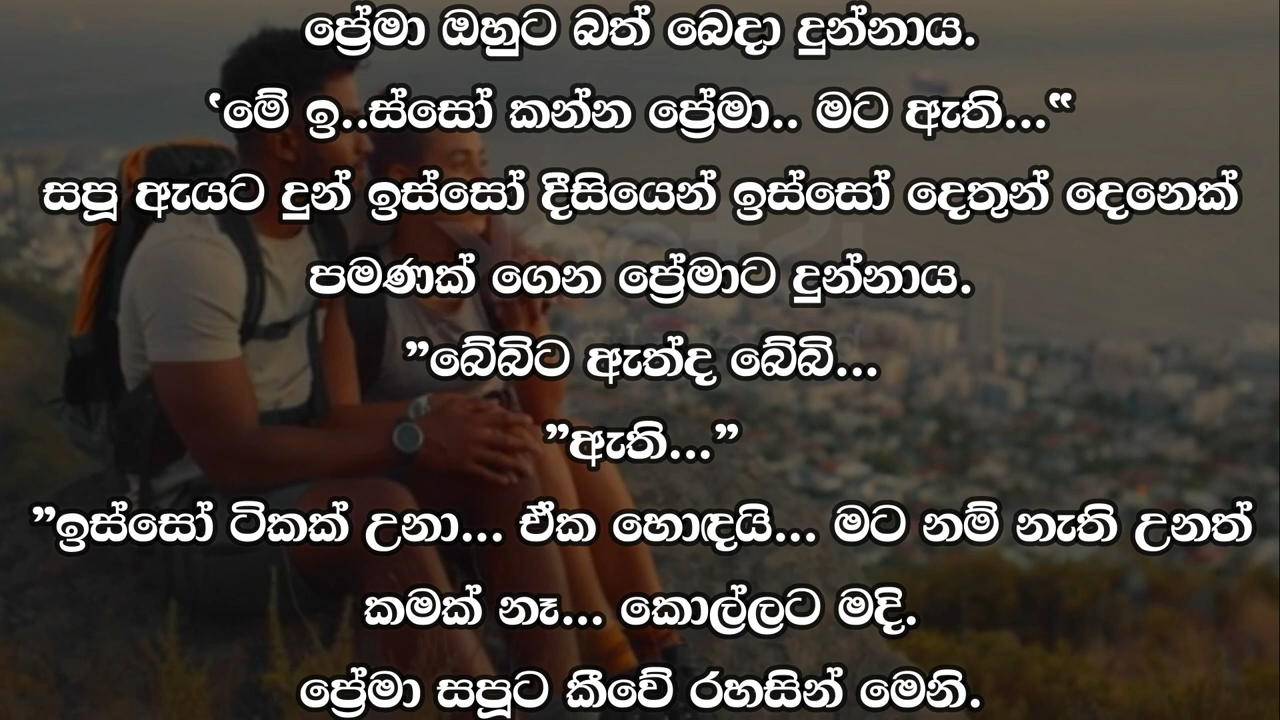 ප්‍රේමා ඔහුට බත් බෙදා දුන්නාය.
‛මේ ඉ..ස්සෝ කන්න ප්‍රේමා.. මට ඇති...‟
සපූ ඇයට දුන් ඉස්සෝ දීසියෙන් ඉස්සෝ දෙතුන් දෙනෙක්
පමණක් ගෙන ප්‍රේමාට දුන්නාය.
”බේබිට ඇත්ද බේබි...
”ඇති...”
”ඉස්සෝ ටිකක් උනා... ඒක හොඳයි... මට නම් නැති උනත්
කමක් නෑ... කොල්ලට මදි.
ප්‍රේමා සපූට කීවේ රහසින් මෙනි.